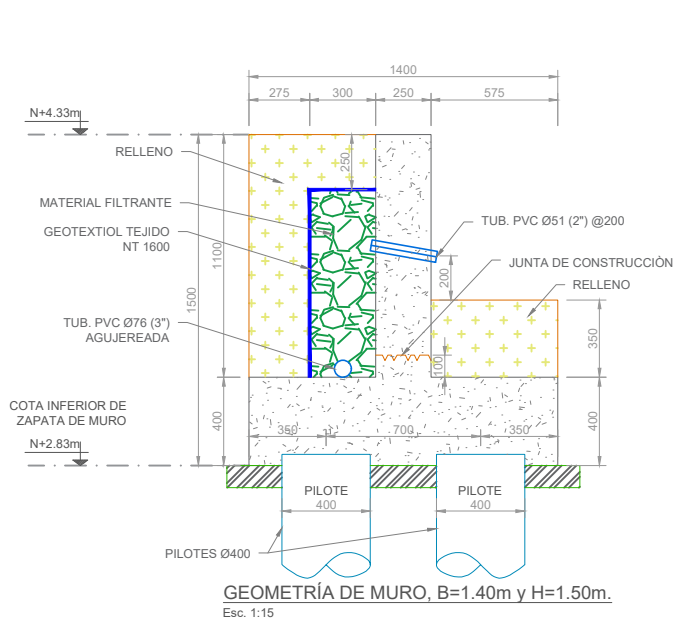 1400
275
300
250
575
N+4.33m
RELLENO
250
MATERIAL FILTRANTE
GEOTEXTIOL TEJIDO
NT 1600
TUB. PVC Ø51 (2") @200
JUNTA DE CONSTRUCCIÓN
RELLENO
200
1100
1500
TUB. PVC Ø76 (3")
AGUJEREADA
350
100
COTA INFERIOR DE
ZAPATA DE MURO
N+2.83m
400
350
700
350
400
PILOTE
PILOTE
400
400
PILOTES Ø400
GEOMETRÍA DE MURO, B=1.40m y H=1.50m.
Esc. 1:15